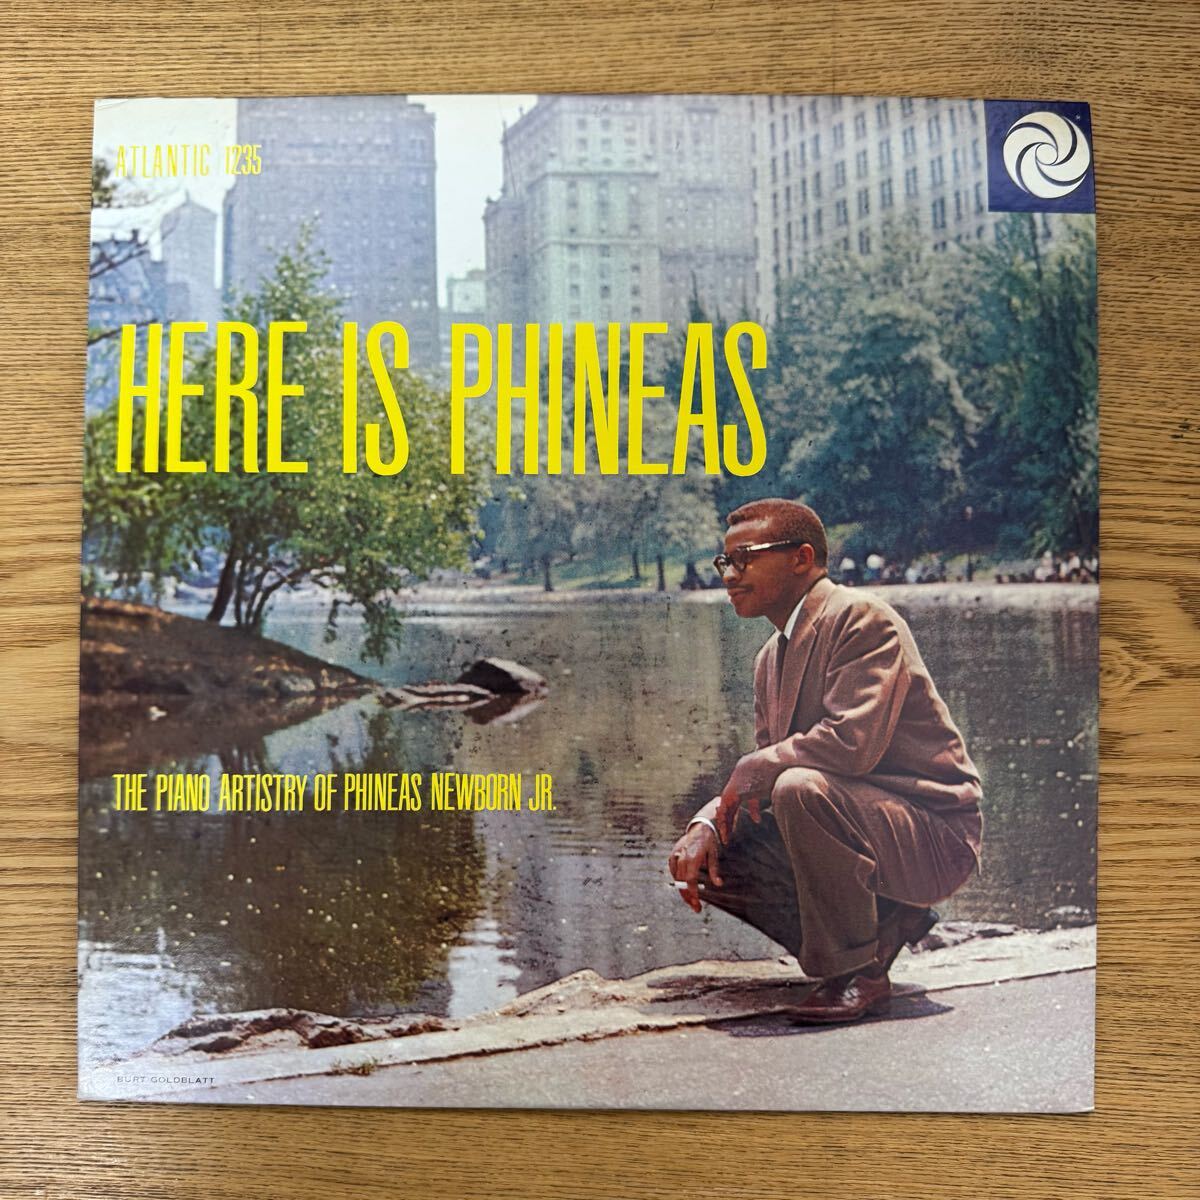 ATLANTIC 1235
HERE IS PHINEAS
THE PIANO ARTISTRY OF PHINEAS NEWBORN JR.
BURT GOLDBLATT